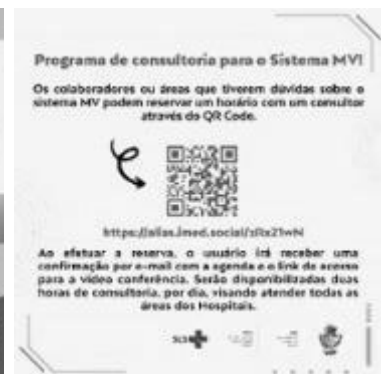 Programa de consultoria para o Sistema MV!
Os colaboradores ou áreas que tiverem dúvidas sobre o
sistema MV podem reservar um horário com um consultor
através do QR Code.
Ao efetuar a reserva, o usuário irá receber uma
confirmação por e-mail com a agenda e o link de acesso
para a vídeo conferência. Serão disponibilizadas duas
horas de consultoria, por dia, visando atender todas as
áreas dos Hospitais.
SUS